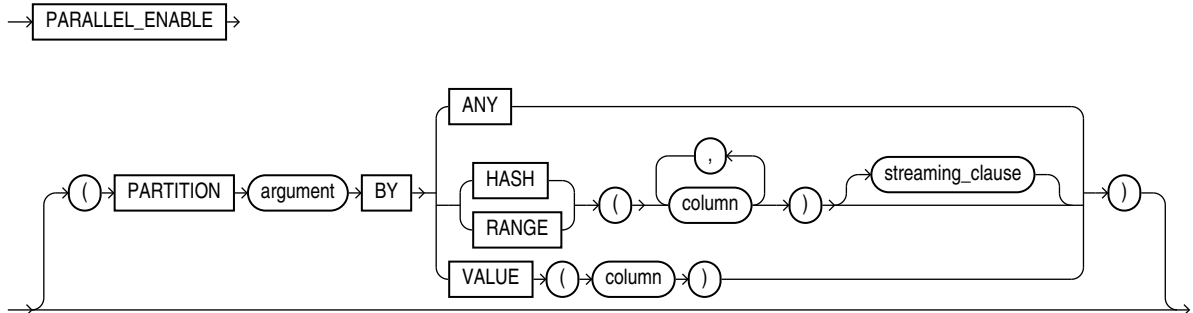 PARALLEL_ENABLE
ANY
,
HASH
streaming_clause
( PARTITION argument BY ( column ) )
RANGE
VALUE ( column )